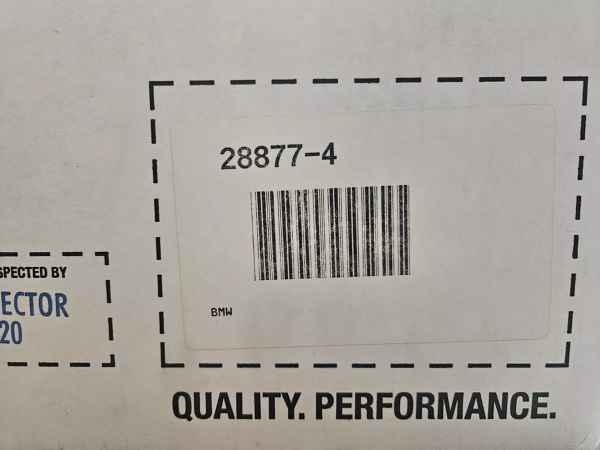 28877-4
BMW
SPECTED BY
ECTOR
20
QUALITY. PERFORMANCE.